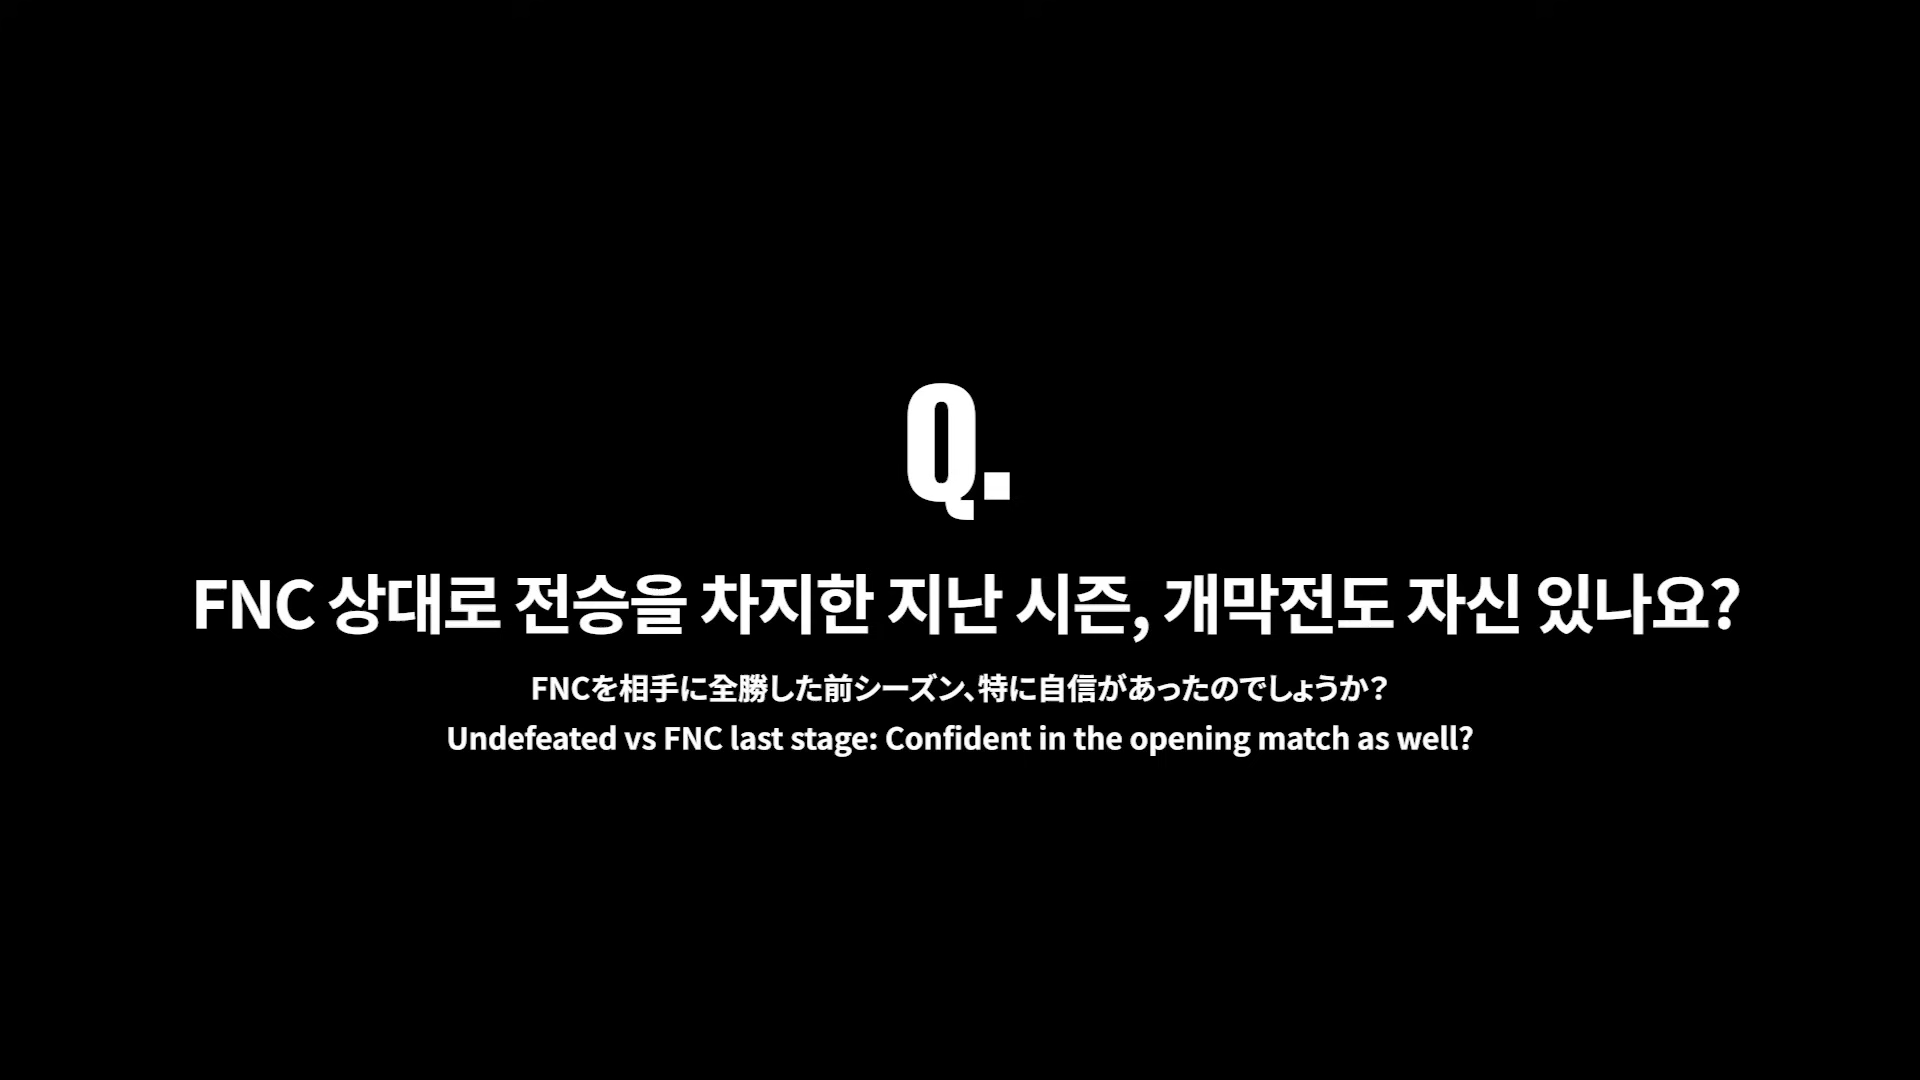 Q.
FNC 상대로 전승을 차지한 지난 시즌, 개막전도 자신 있나요?
FNCを相手に全勝した前シーズン、特に自信があったのでしょうか？
Undefeated vs FNC last stage: Confident in the opening match as well?